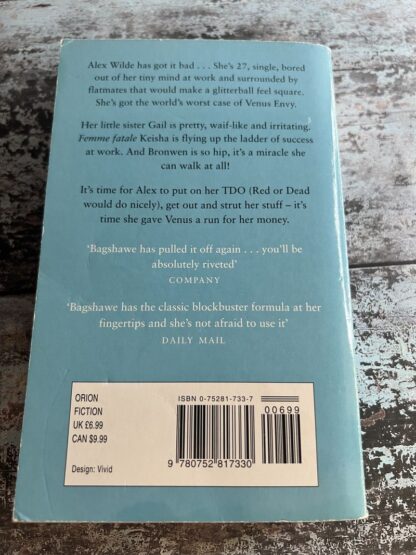 Alex Wilde has got it bad . . . She's 27, single, bored
out of her tiny mind at work and surrounded by
flatmates that would make a glitterball feel square.
She's got the world's worst case of Venus Envy.
Her little sister Gail is pretty, waif-like and irritating.
Femme fatale Keisha is flying up the ladder of success
at work. And Bronwen is so hip, it's a miracle she
can walk at all!
It's time for Alex to put on her TDO (Red or Dead
would do nicely), get out and strut her stuff – it's
time she gave Venus a run for her money.
'Bagshawe has pulled it off again . . . you'll be
absolutely riveted'
COMPANY
'Bagshawe has the classic blockbuster formula at her
fingertips and she's not afraid to use it'
DAILY MAIL
ORION
FICTION
UK £6.99
CAN $9.99
Design: Vivid
ISBN 0-75281-733-7
00699
9 780752 817330